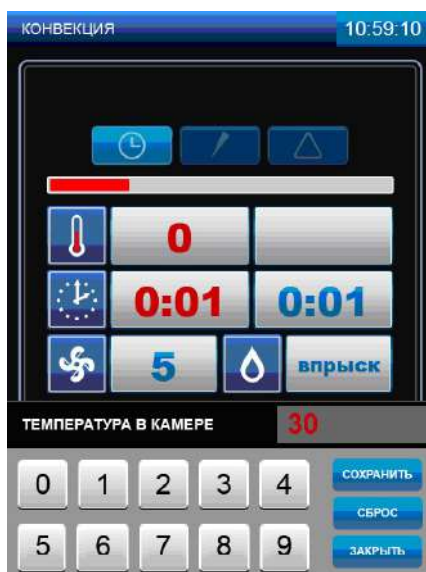 КОНВЕКЦИЯ 10:59:10
0
0:01 0:01
5 впрыск
ТЕМПЕРАТУРА В КАМЕРЕ 30
0 1 2 3 4 СОХРАНИТЬ
СБРОС
5 6 7 8 9 ЗАКРЫТЬ